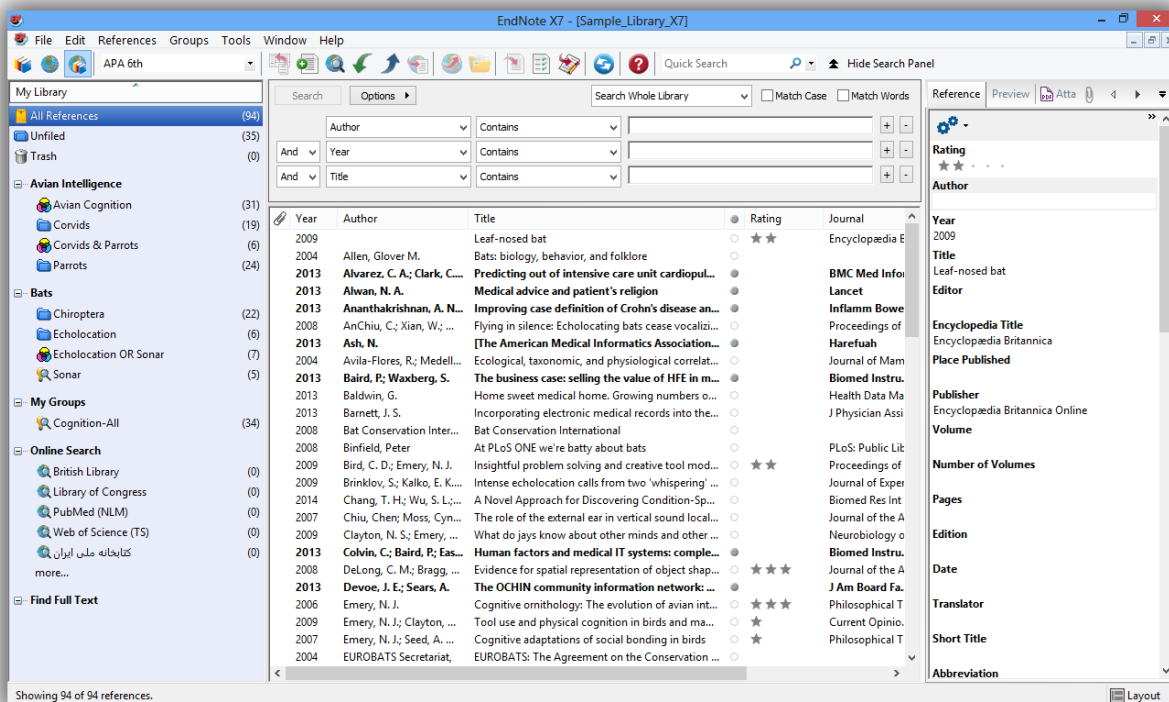 EndNote X7 - [Sample_Library_X7]
File Edit References Groups Tools Window Help
APA 6th
Quick Search
Hide Search Panel
My Library
All References (94)
Unfiled (35)
Trash (0)
Avian Intelligence
Avian Cognition (31)
Corvids (19)
Corvids & Parrots (6)
Parrots (24)
Bats
Chiroptera (22)
Echolocation (6)
Echolocation OR Sonar (7)
Sonar (5)
My Groups
Cognition-All (34)
Online Search
British Library (0)
Library of Congress (0)
PubMed (NLM) (0)
Web of Science (TS) (0)
کتابخانه ملی ایران (0)
more...
Find Full Text
Search Options Search Whole Library Match Case Match Words
Author Contains + -
And Year Contains + -
And Title Contains + -
Year Author Title Rating Journal
2009 Leaf-nosed bat Encyclopædia E
2004 Allen, Glover M. Bats: biology, behavior, and folklore
2013 Alvarez, C. A.; Clark, C.... Predicting out of intensive care unit cardiopul... BMC Med Infor
2013 Alwan, N. A. Medical advice and patient's religion Lancet
2013 Ananthakrishnan, A. N... Improving case definition of Crohn's disease an... Inflamm Bowe
2008 AnChiu, C.; Xian, W.; ... Flying in silence: Echolocating bats cease vocalizi... Proceedings of
2013 Ash, N. [The American Medical Informatics Association... Harefuah
2004 Avila-Flores, R.; Medell... Ecological, taxonomic, and physiological correlat... Journal of Mam
2013 Baird, P.; Waxberg, S. The business case: selling the value of HFE in m... Biomed Instru.
2013 Baldwin, G. Home sweet medical home. Growing numbers o... Health Data Ma
2013 Barnett, J. S. Incorporating electronic medical records into the... J Physician Assi
2008 Bat Conservation Inter... Bat Conservation International
2008 Binfield, Peter At PLoS ONE we're batty about bats PLoS: Public Lib
2009 Bird, C. D.; Emery, N. J. Insightful problem solving and creative tool mod... Proceedings of
2009 Brinklov, S.; Kalko, E. K.... Intense echolocation calls from two 'whispering' ... Journal of Exper
2014 Chang, T. H.; Wu, S. L.;... A Novel Approach for Discovering Condition-Sp... Biomed Res Int
2007 Chiu, Chen; Moss, Cyn... The role of the external ear in vertical sound local... Journal of the A
2009 Clayton, N. S.; Emery, ... What do jays know about other minds and other ... Neurobiology o
2013 Colvin, C.; Baird, P.; Eas... Human factors and medical IT systems: comple... Biomed Instru.
2008 DeLong, C. M.; Bragg, ... Evidence for spatial representation of object shap... Journal of the A
2013 Devoe, J. E.; Sears, A. The OCHIN community information network: ... J Am Board Fa.
2006 Emery, N. J. Cognitive ornithology: The evolution of avian int... Philosophical T
2009 Emery, N. J.; Clayton, ... Tool use and physical cognition in birds and ma... Current Opinio.
2007 Emery, N. J.; Seed, A. ... Cognitive adaptations of social bonding in birds Philosophical T
2004 EUROBATS Secretariat, EUROBATS: The Agreement on the Conservation ...
Reference Preview PDF Atta
Rating
Author
Year
2009
Title
Leaf-nosed bat
Editor
Encyclopedia Title
Encyclopædia Britannica
Place Published
Publisher
Encyclopædia Britannica Online
Volume
Number of Volumes
Pages
Edition
Date
Translator
Short Title
Abbreviation
Showing 94 of 94 references.
Layout